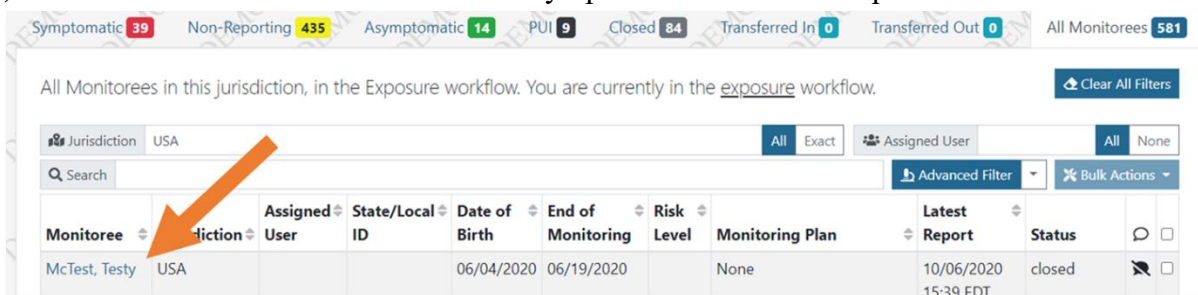 Symptomatic 39 Non-Reporting 435 Asymptomatic 14 PUI 9 Closed 84 Transferred In 0 Transferred Out 0 All Monitorees 581
All Monitorees in this jurisdiction, in the Exposure workflow. You are currently in the exposure workflow.
Clear All Filters
Jurisdiction USA All Exact Assigned User All None
Search Advanced Filter Bulk Actions
Assigned State/Local Date of End of Risk Latest
Monitoree User ID Birth Monitoring Level Monitoring Plan Report Status
McTest, Testy USA 06/04/2020 06/19/2020 None 10/06/2020 closed
15:39 EDT